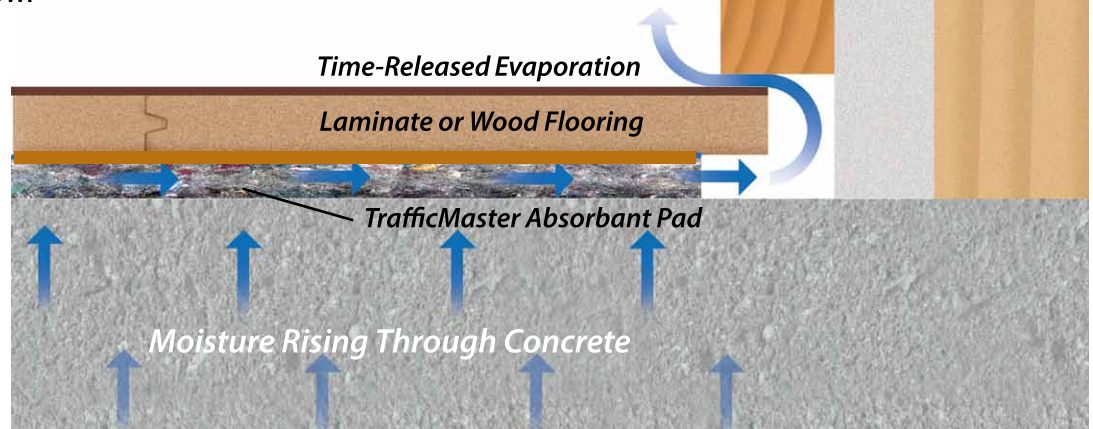 Time-Released Evaporation
Laminate or Wood Flooring
TrafficMaster Absorbant Pad
Moisture Rising Through Concrete